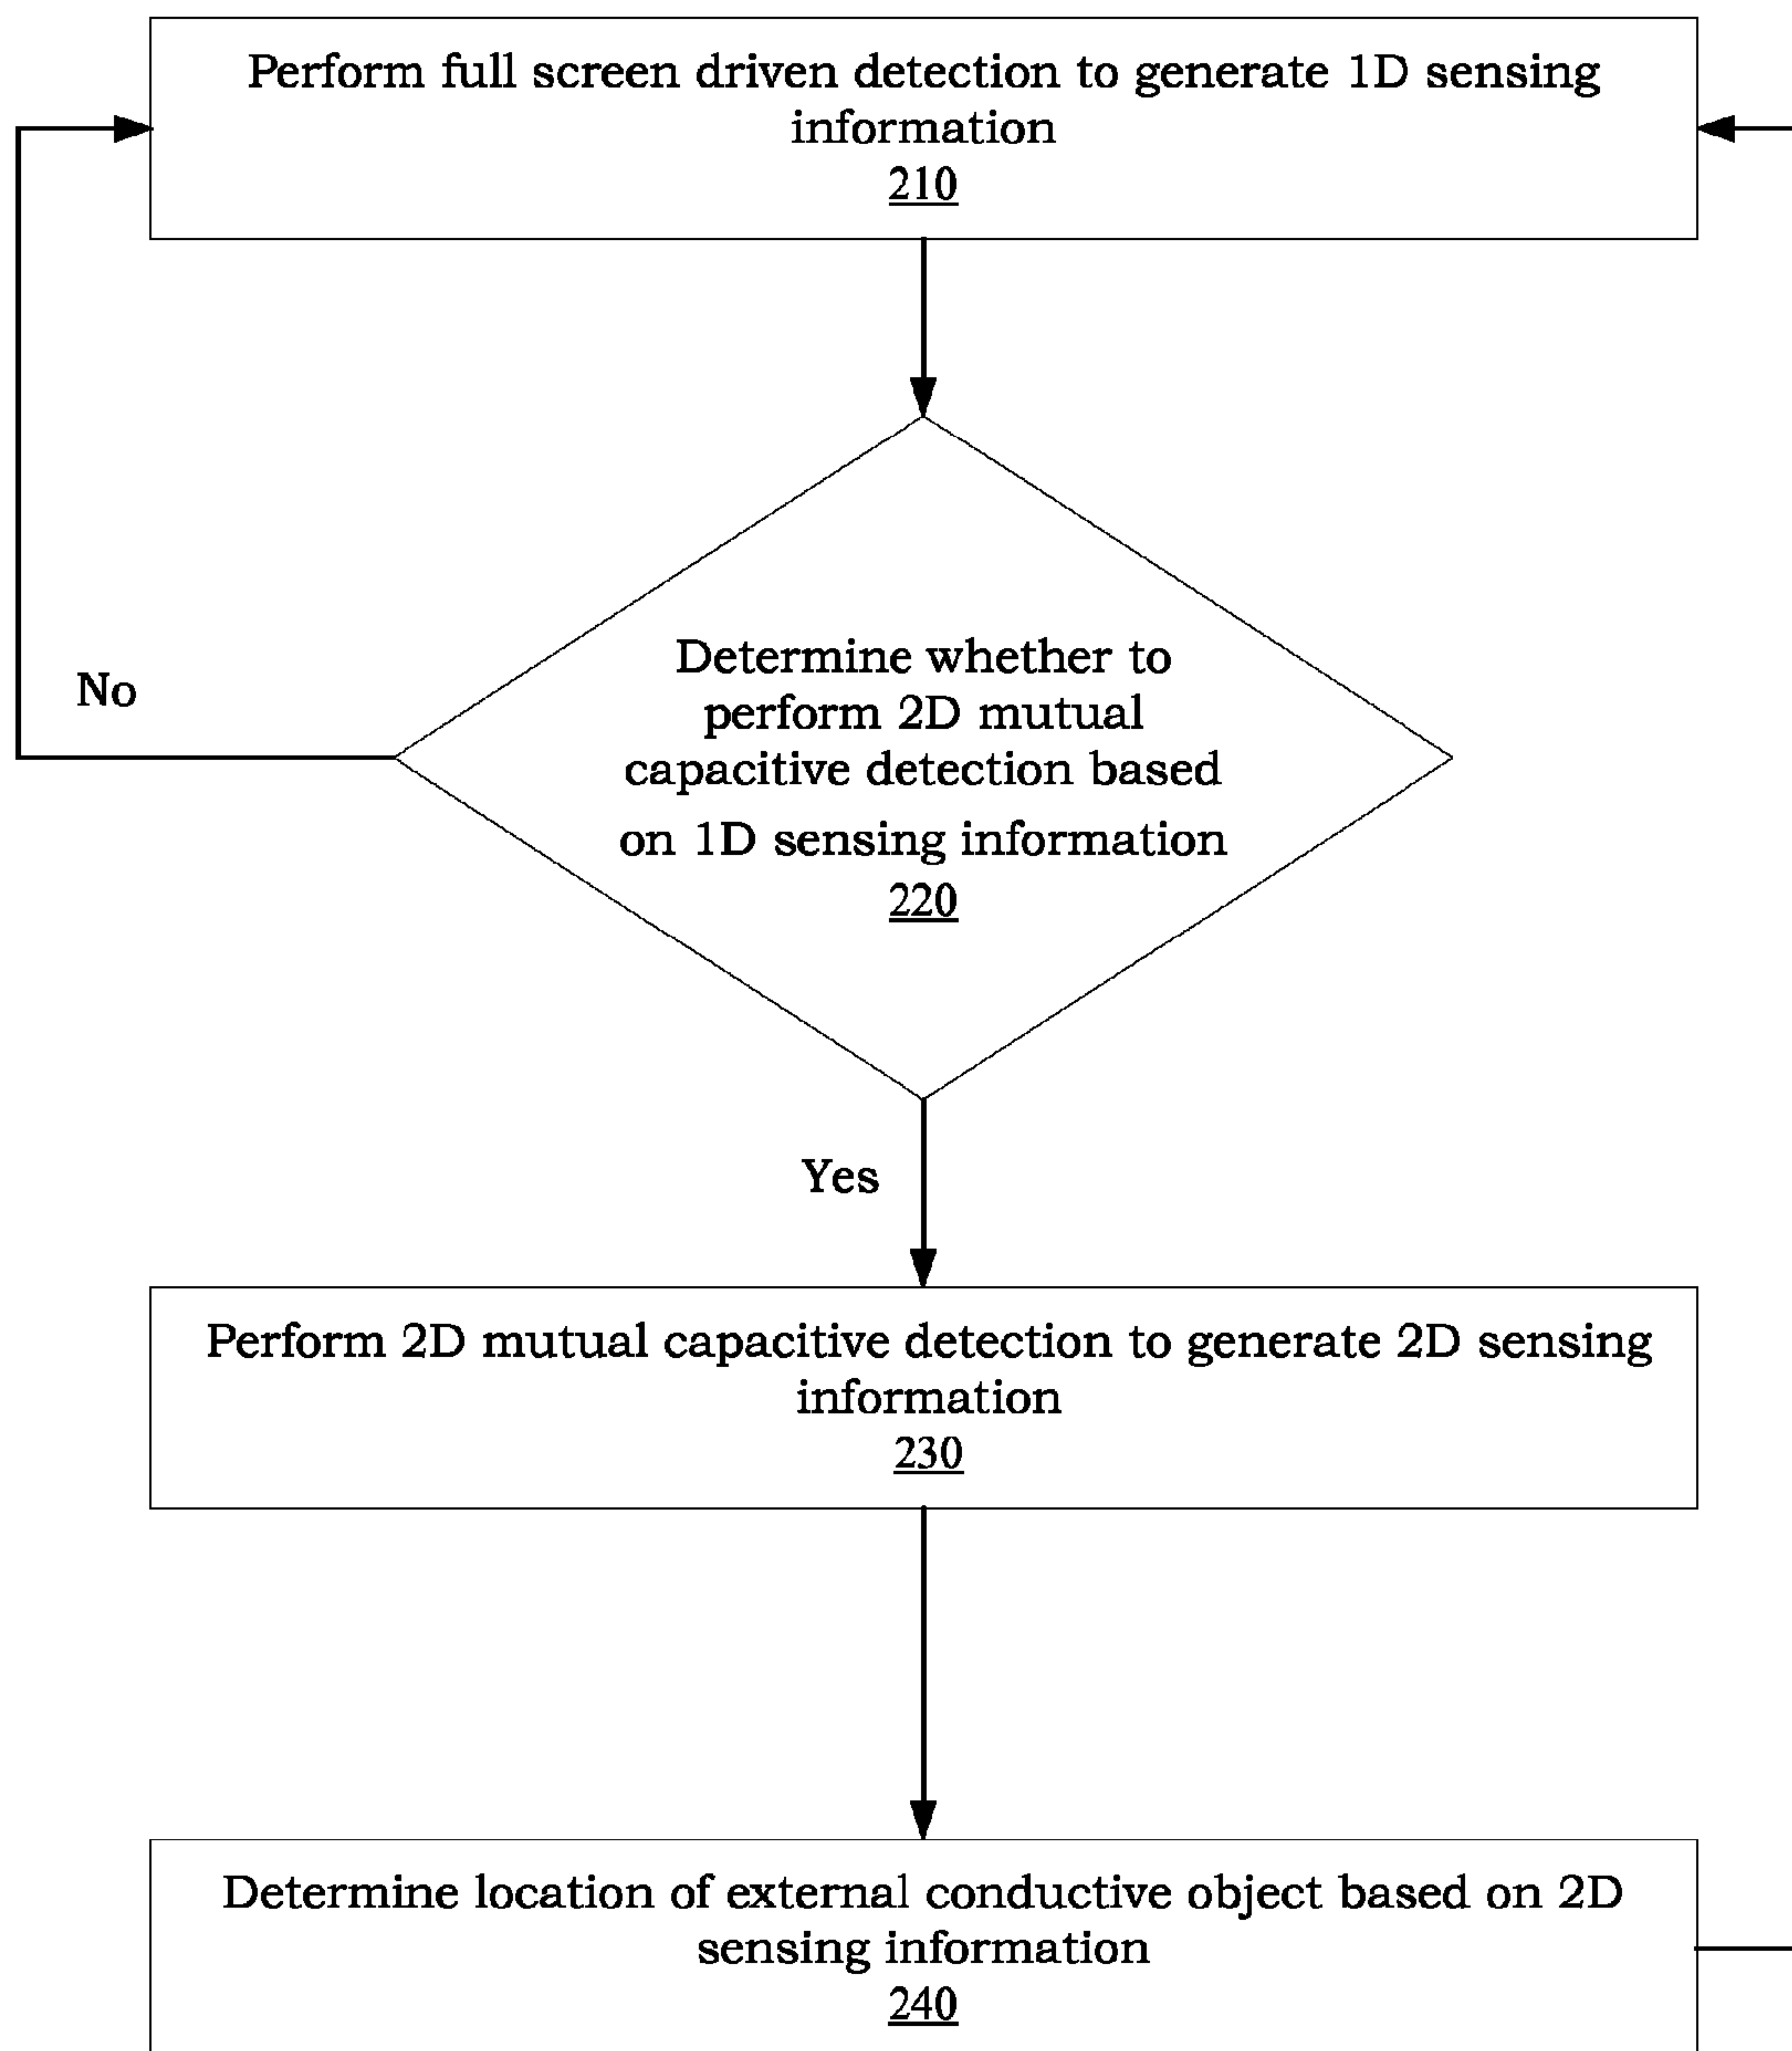 Perform full screen driven detection to generate 1D sensing
information
210
Determine whether to
perform 2D mutual
capacitive detection based
on 1D sensing information
220
No
Yes
Perform 2D mutual capacitive detection to generate 2D sensing
information
230
Determine location of external conductive object based on 2D
sensing information
240